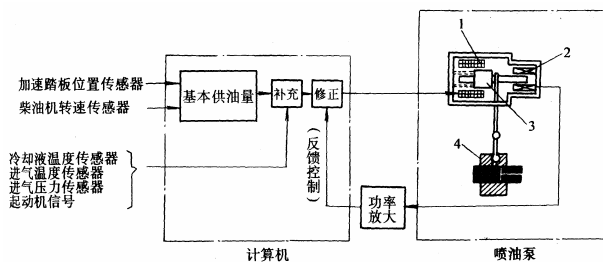 加速踏板位置传感器
柴油机转速传感器
基本供油量
补充
修正
冷却液温度传感器
进气温度传感器
进气压力传感器
起动机信号
(反馈控制)
功率
放大
计算机
1
2
3
4
喷油泵